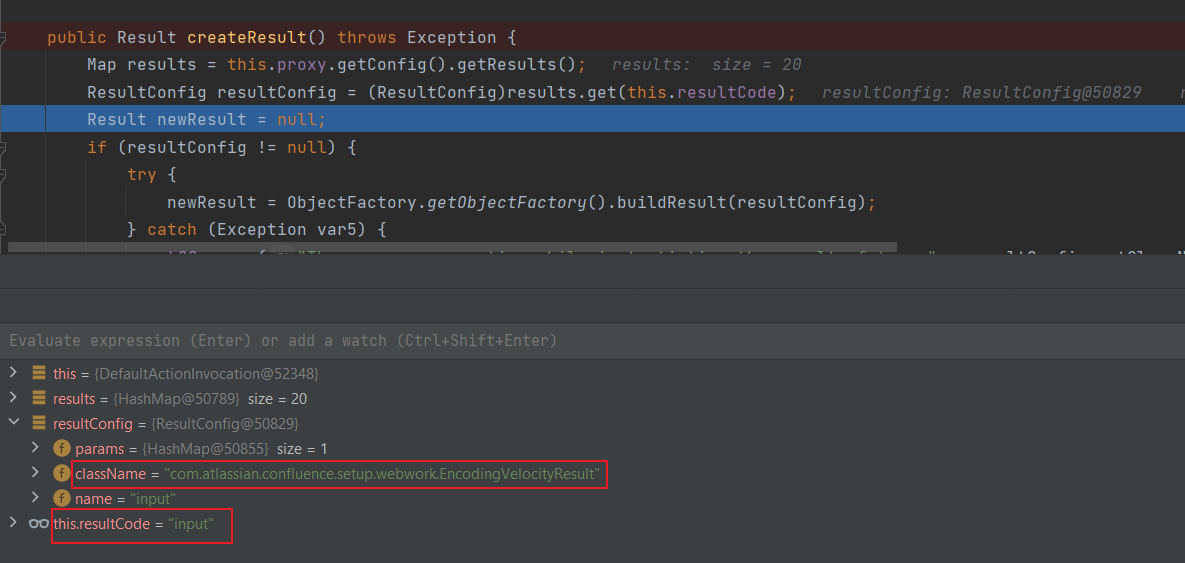 public Result createResult() throws Exception {
Map results = this.proxy.getConfig().getResults(); results: size = 20
ResultConfig resultConfig = (ResultConfig)results.get(this.resultCode); resultConfig: ResultConfig@50829
Result newResult = null;
if (resultConfig != null) {
try {
newResult = ObjectFactory.getObjectFactory().buildResult(resultConfig);
} catch (Exception var5) {
Evaluate expression (Enter) or add a watch (Ctrl+Shift+Enter)
this = {DefaultActionInvocation@52348}
results = {HashMap@50789} size = 20
resultConfig = {ResultConfig@50829}
f params = {HashMap@50855} size = 1
f className = "com.atlassian.confluence.setup.webwork.EncodingVelocityResult"
f name = "input"
this.resultCode = "input"